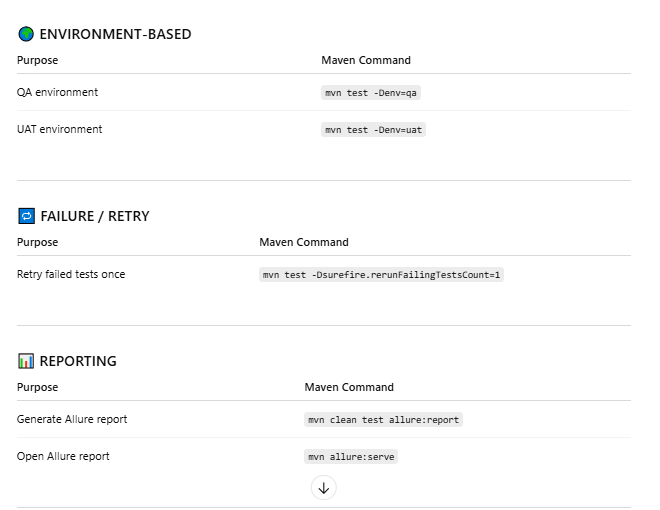 ENVIRONMENT-BASED
Purpose Maven Command
QA environment mvn test -Denv=qa
UAT environment mvn test -Denv=uat
FAILURE / RETRY
Purpose Maven Command
Retry failed tests once mvn test -Dsurefire.rerunFailingTestsCount=1
REPORTING
Purpose Maven Command
Generate Allure report mvn clean test allure:report
Open Allure report mvn allure:serve